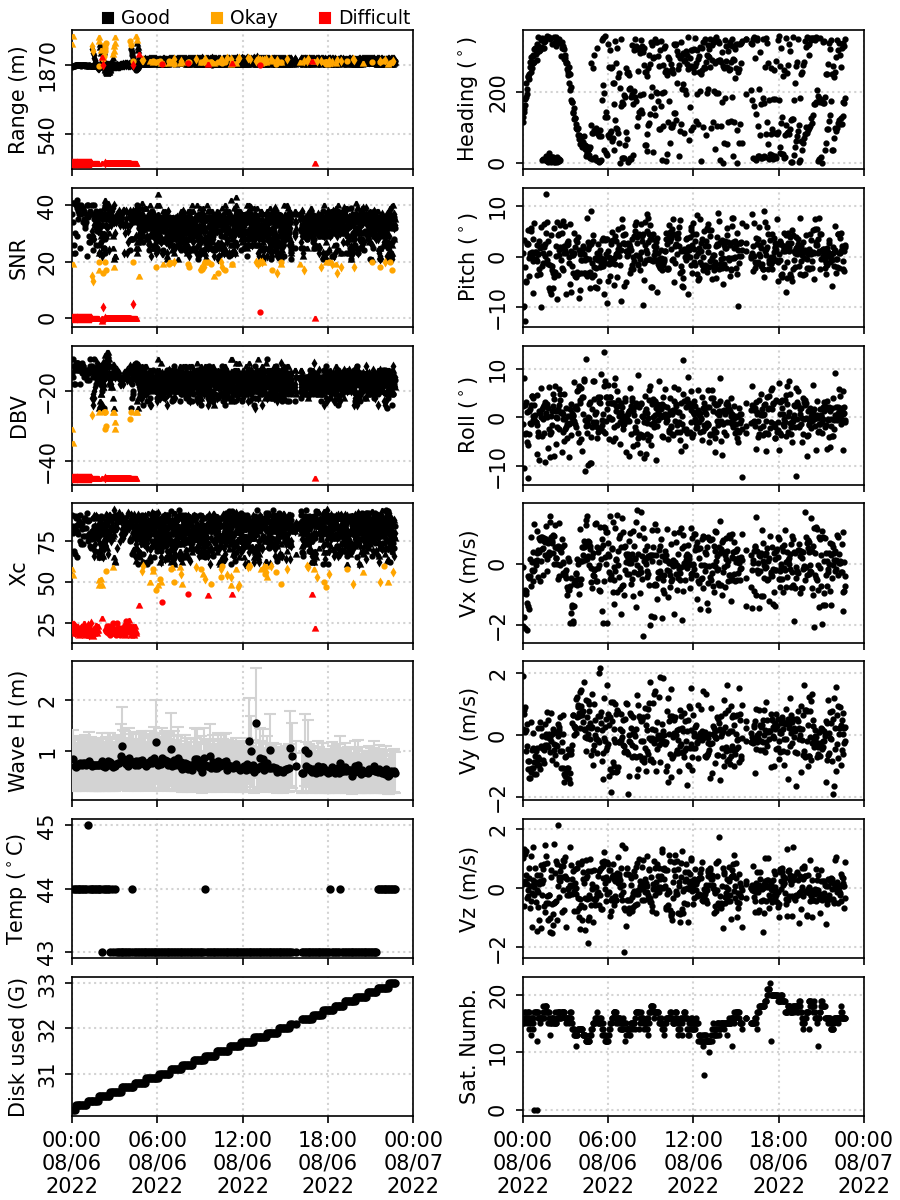 Good Okay Difficult
Range (m)
1870
540
Heading (°)
200
0
SNR
40
20
0
Pitch (°)
10
0
−10
DBV
−20
−40
Roll (°)
10
0
−10
Xc
75
50
25
Vx (m/s)
0
−2
Wave H (m)
2
1
Vy (m/s)
2
0
−2
Temp (°C)
45
44
43
Vz (m/s)
2
0
−2
Disk used (G)
33
32
31
Sat. Numb.
20
10
0
00:00 06:00 12:00 18:00 00:00
08/06 08/06 08/06 08/06 08/07
2022 2022 2022 2022 2022
00:00 06:00 12:00 18:00 00:00
08/06 08/06 08/06 08/06 08/07
2022 2022 2022 2022 2022